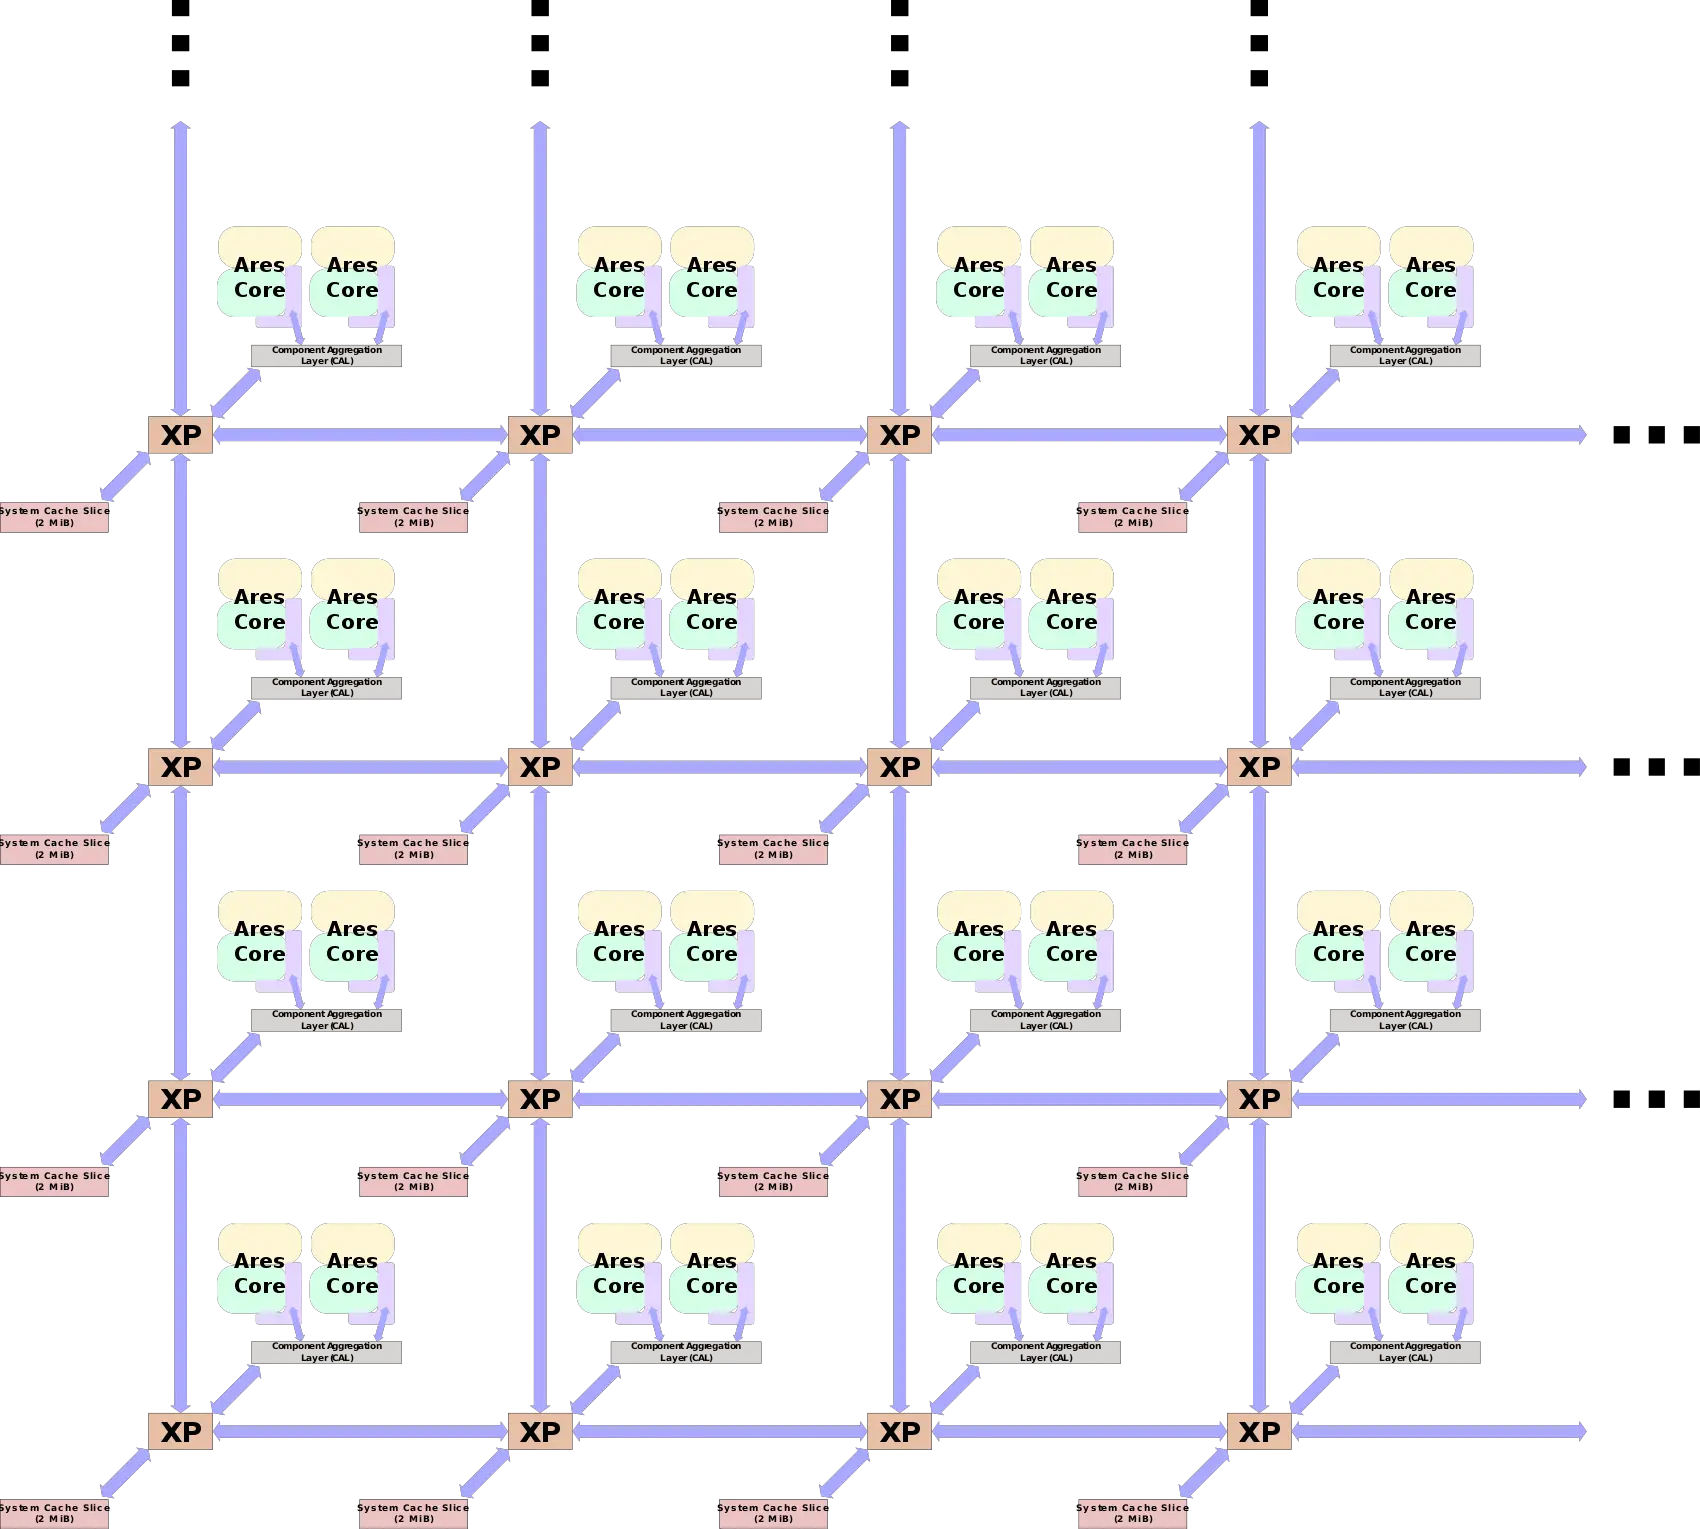 Ares Ares Ares Ares Ares Ares Ares Ares
Core Core Core Core Core Core Core Core
Component Aggregation Component Aggregation Component Aggregation Component Aggregation
Layer (CAL) Layer (CAL) Layer (CAL) Layer (CAL)
XP XP XP XP
System Cache Slice System Cache Slice System Cache Slice System Cache Slice
(2 MiB) (2 MiB) (2 MiB) (2 MiB)
Ares Ares Ares Ares Ares Ares Ares Ares
Core Core Core Core Core Core Core Core
Component Aggregation Component Aggregation Component Aggregation Component Aggregation
Layer (CAL) Layer (CAL) Layer (CAL) Layer (CAL)
XP XP XP XP
System Cache Slice System Cache Slice System Cache Slice System Cache Slice
(2 MiB) (2 MiB) (2 MiB) (2 MiB)
Ares Ares Ares Ares Ares Ares Ares Ares
Core Core Core Core Core Core Core Core
Component Aggregation Component Aggregation Component Aggregation Component Aggregation
Layer (CAL) Layer (CAL) Layer (CAL) Layer (CAL)
XP XP XP XP
System Cache Slice System Cache Slice System Cache Slice System Cache Slice
(2 MiB) (2 MiB) (2 MiB) (2 MiB)
Ares Ares Ares Ares Ares Ares Ares Ares
Core Core Core Core Core Core Core Core
Component Aggregation Component Aggregation Component Aggregation Component Aggregation
Layer (CAL) Layer (CAL) Layer (CAL) Layer (CAL)
XP XP XP XP
System Cache Slice System Cache Slice System Cache Slice System Cache Slice
(2 MiB) (2 MiB) (2 MiB) (2 MiB)